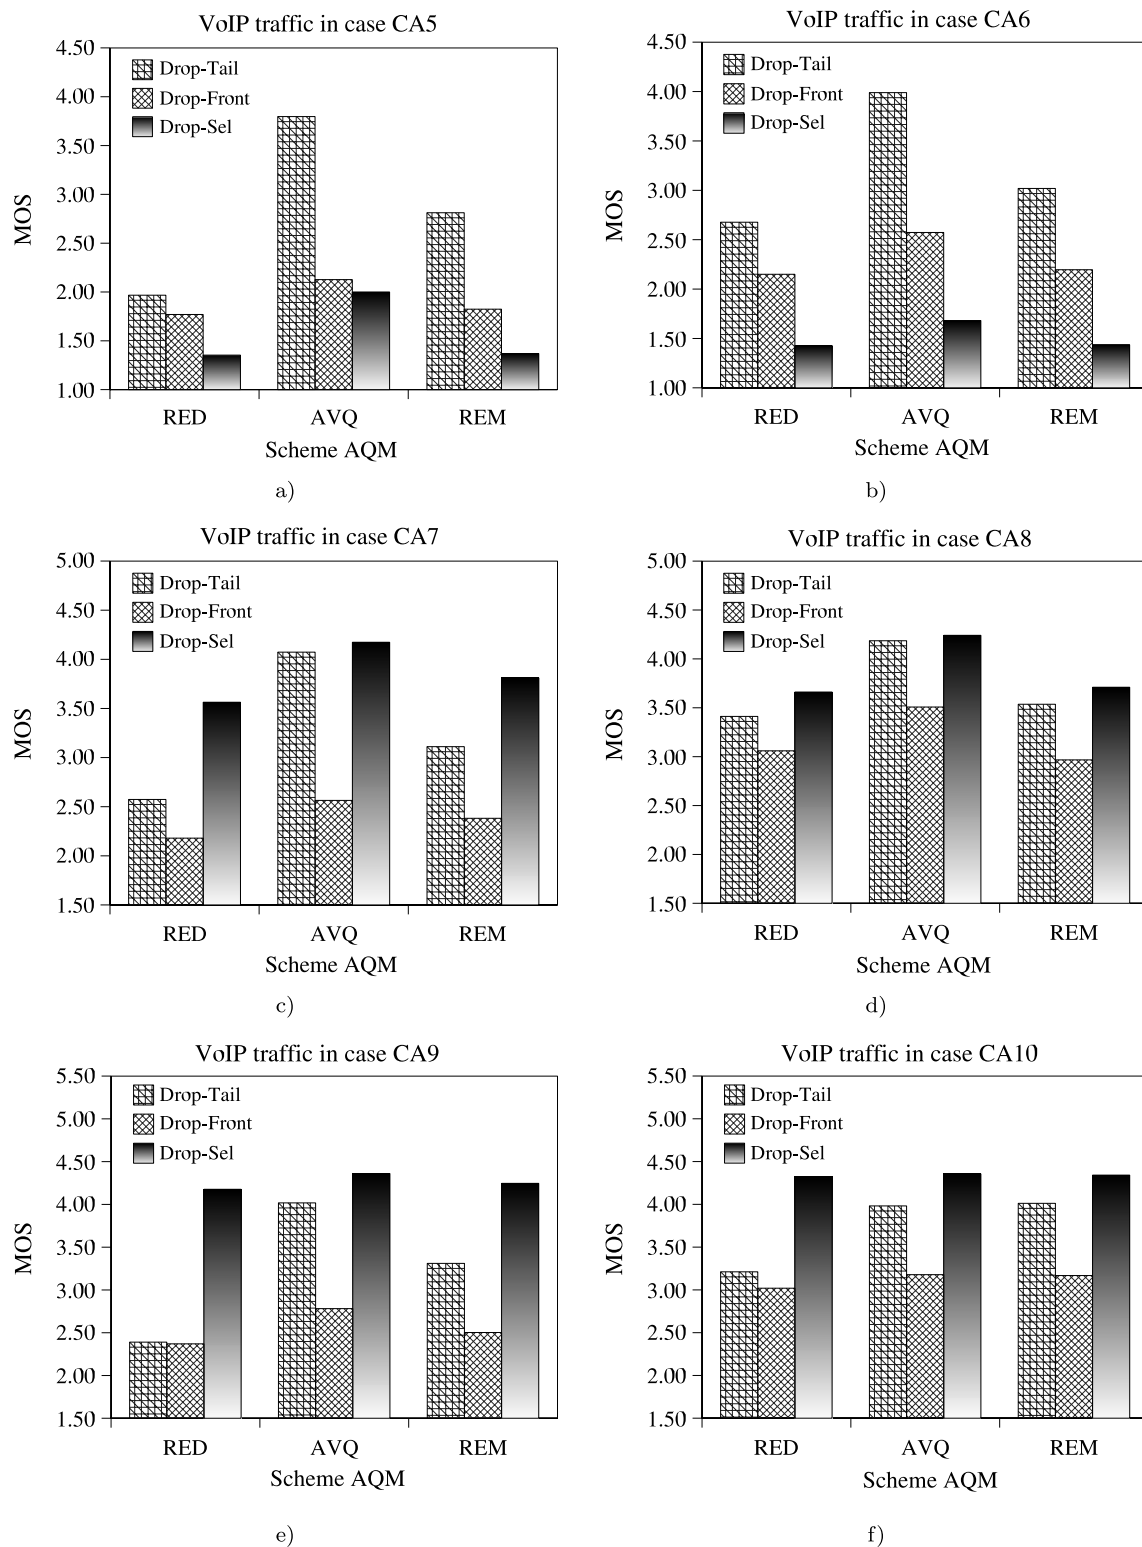 VoIP traffic in case CA5
4.50
4.00
3.50
3.00
2.50
2.00
1.50
1.00
MOS
Drop-Tail
Drop-Front
Drop-Sel
RED AVQ REM
Scheme AQM
a)
VoIP traffic in case CA6
4.50
4.00
3.50
3.00
2.50
2.00
1.50
1.00
MOS
Drop-Tail
Drop-Front
Drop-Sel
RED AVQ REM
Scheme AQM
b)
VoIP traffic in case CA7
5.00
4.50
4.00
3.50
3.00
2.50
2.00
1.50
MOS
Drop-Tail
Drop-Front
Drop-Sel
RED AVQ REM
Scheme AQM
c)
VoIP traffic in case CA8
5.00
4.50
4.00
3.50
3.00
2.50
2.00
1.50
MOS
Drop-Tail
Drop-Front
Drop-Sel
RED AVQ REM
Scheme AQM
d)
VoIP traffic in case CA9
5.50
5.00
4.50
4.00
3.50
3.00
2.50
2.00
1.50
MOS
Drop-Tail
Drop-Front
Drop-Sel
RED AVQ REM
Scheme AQM
e)
VoIP traffic in case CA10
5.50
5.00
4.50
4.00
3.50
3.00
2.50
2.00
1.50
MOS
Drop-Tail
Drop-Front
Drop-Sel
RED AVQ REM
Scheme AQM
f)